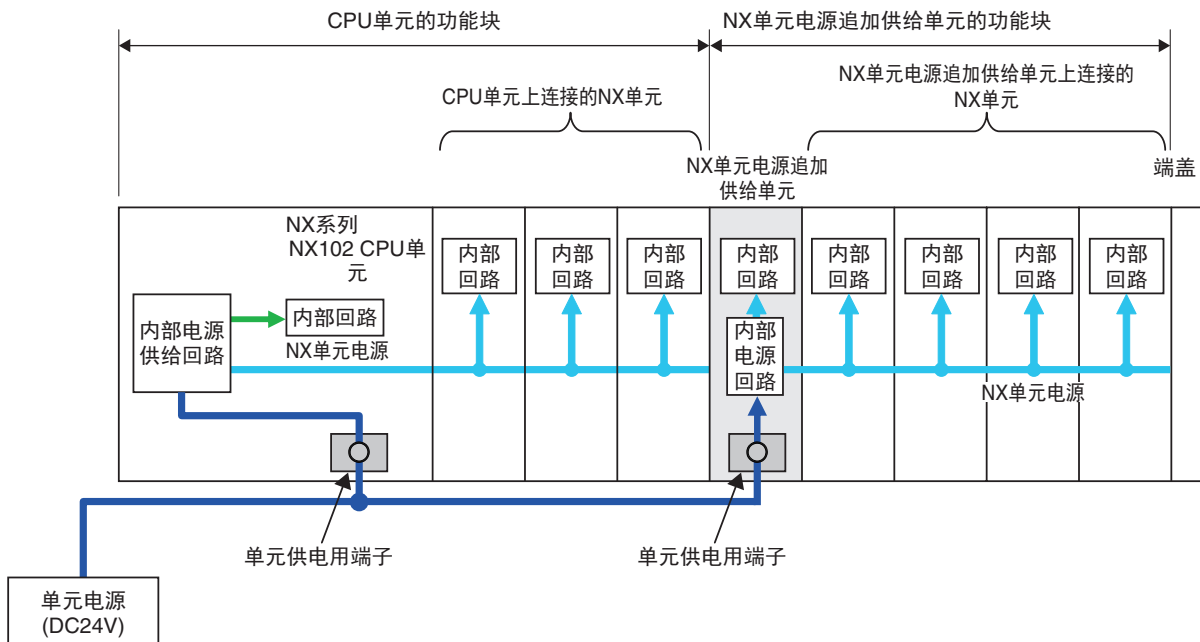 CPU单元的功能块
NX单元电源追加供给单元的功能块
CPU单元上连接的NX单元
NX单元电源追加供给单元上连接的
NX单元
NX单元电源追加
供给单元
端盖
NX系列
NX102 CPU单
元
内部电源
供给回路
内部回路
NX单元电源
内部
回路
内部
回路
内部
回路
内部
回路
内部
电源
回路
内部
回路
内部
回路
内部
回路
内部
回路
NX单元电源
单元供电用端子
单元供电用端子
单元电源
(DC24V)